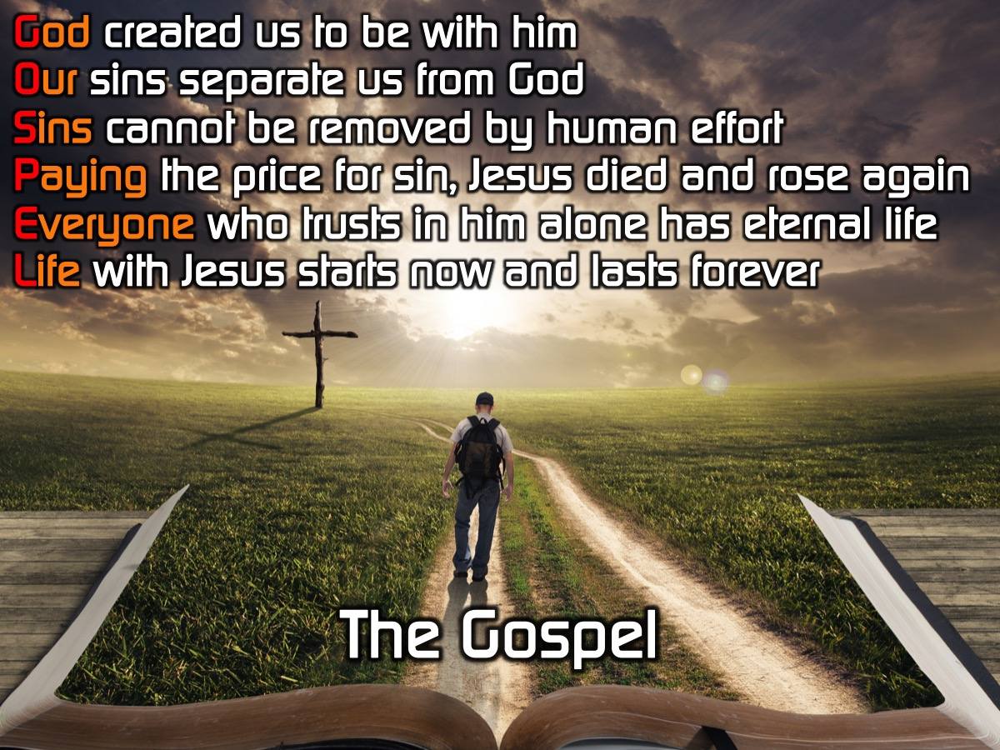 God created us to be with him
Our sins separate us from God
Sins cannot be removed by human effort
Paying the price for sin, Jesus died and rose again
Everyone who trusts in him alone has eternal life
Life with Jesus starts now and lasts forever
The Gospel